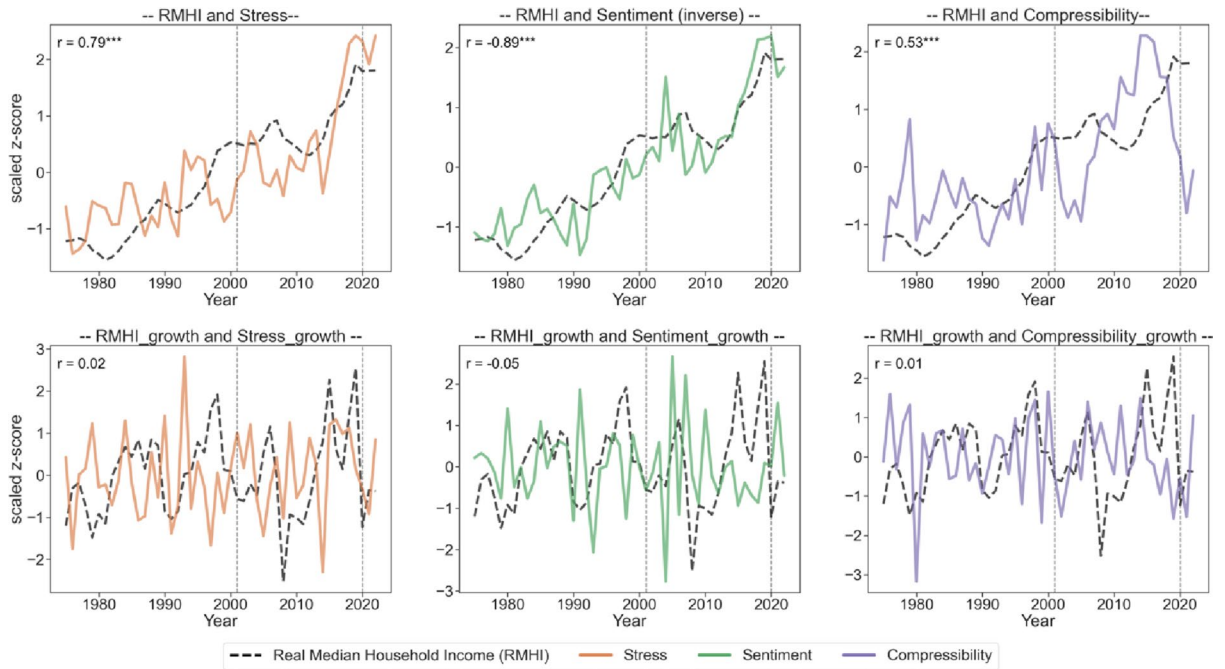 -- RMHI and Stress--
-- RMHI and Sentiment (inverse) --
-- RMHI and Compressibility--
r = 0.79***
r = -0.89***
r = 0.53***
scaled z-score
2
1
0
−1
1980 1990 2000 2010 2020
Year
2
1
0
−1
1980 1990 2000 2010 2020
Year
2
1
0
−1
1980 1990 2000 2010 2020
Year
-- RMHI_growth and Stress_growth --
-- RMHI_growth and Sentiment_growth --
-- RMHI_growth and Compressibility_growth --
r = 0.02
r = -0.05
r = 0.01
scaled z-score
3
2
1
0
−1
−2
1980 1990 2000 2010 2020
Year
2
1
0
−1
−2
−3
1980 1990 2000 2010 2020
Year
2
1
0
−1
−2
−3
1980 1990 2000 2010 2020
Year
Real Median Household Income (RMHI) Stress Sentiment Compressibility